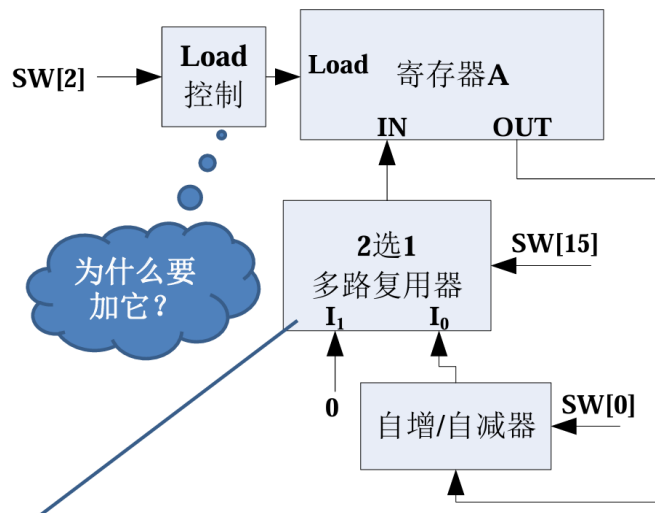 SW[2]
Load
控制
Load
寄存器A
IN
OUT
为什么要
加它？
2选1
多路复用器
I₁
I₀
SW[15]
0
自增/自减器
SW[0]